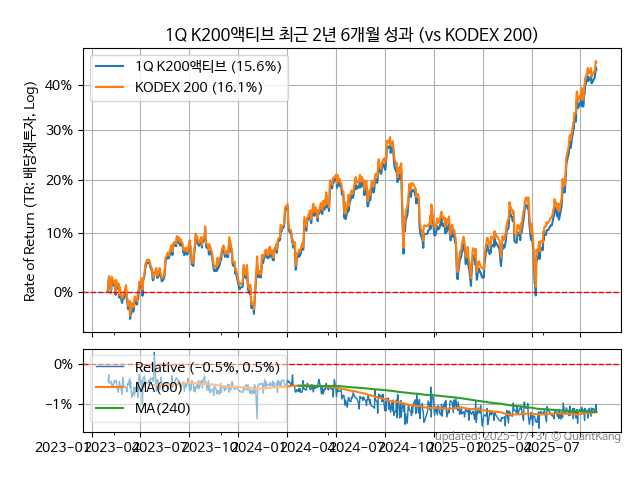 1Q K200액티브 최근 2년 6개월 성과 (vs KODEX 200)
1Q K200액티브 (15.6%)
KODEX 200 (16.1%)
Rate of Return (TR: 배당재투자, Log)
40%
30%
20%
10%
0%
Relative (−0.5%, 0.5%)
MA(60)
MA(240)
0%
−1%
2023-01
2023-04
2023-07
2023-10
2024-01
2024-04
2024-07
2024-10
2025-01
2025-04
2025-07
updated: 2025-07-31 © QuantKang